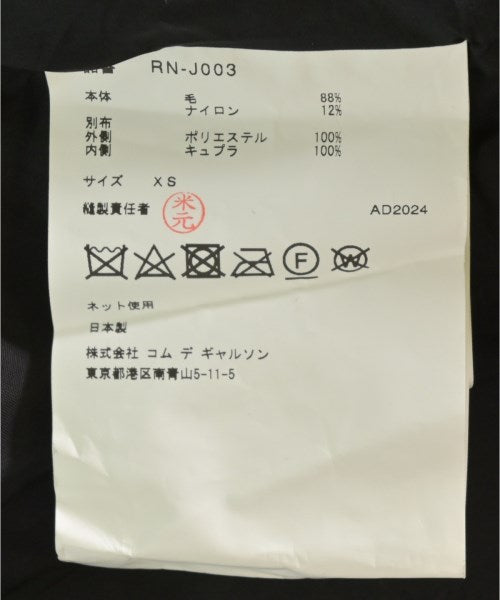 品番 RN-J003
本体 毛 88%
ナイロン 12%
別布
外側 ポリエステル 100%
内側 キュプラ 100%
サイズ XS
縫製責任者 米元 AD2024
F W
ネット使用
日本製
株式会社 コム デ ギャルソン
東京都港区南青山5-11-5